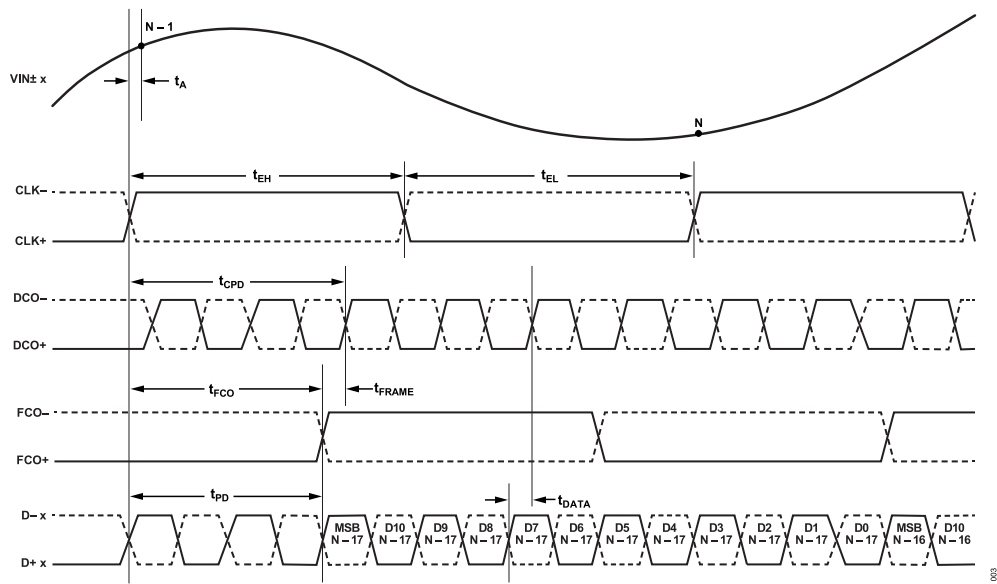 N – 1
VIN± x
tA
N
tEH
tEL
CLK–
CLK+
tCPD
DCO–
DCO+
tFCO
tFRAME
FCO–
FCO+
tPD
tDATA
D– x
MSB N – 17
D10 N – 17
D9 N – 17
D8 N – 17
D7 N – 17
D6 N – 17
D5 N – 17
D4 N – 17
D3 N – 17
D2 N – 17
D1 N – 17
D0 N – 17
MSB N – 16
D10 N – 16
D+ x
003